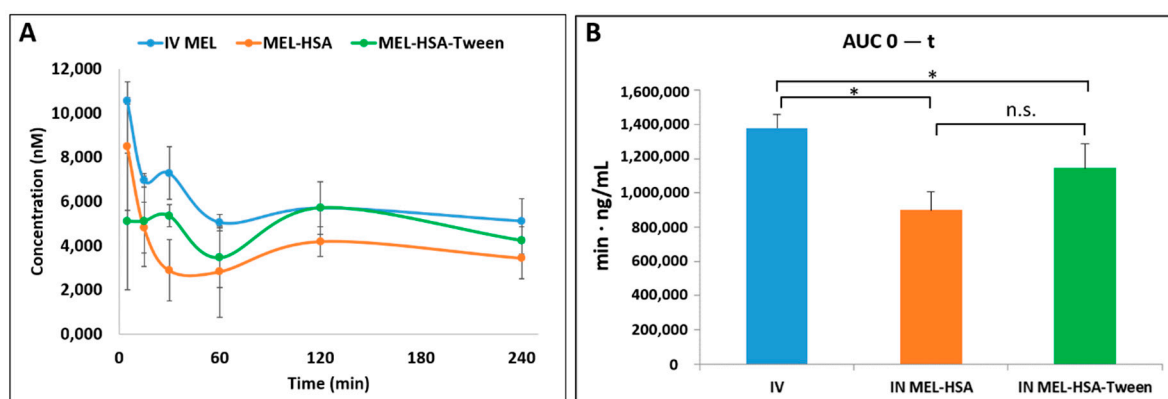 A
IV MEL
MEL-HSA
MEL-HSA-Tween
12,000
10,000
8,000
6,000
4,000
2,000
0,000
Concentration (nM)
0
60
120
180
240
Time (min)
B
AUC 0 — t
*
*
n.s.
1,600,000
1,400,000
1,200,000
1,000,000
800,000
600,000
400,000
200,000
0
min · ng/mL
IV
IN MEL-HSA
IN MEL-HSA-Tween